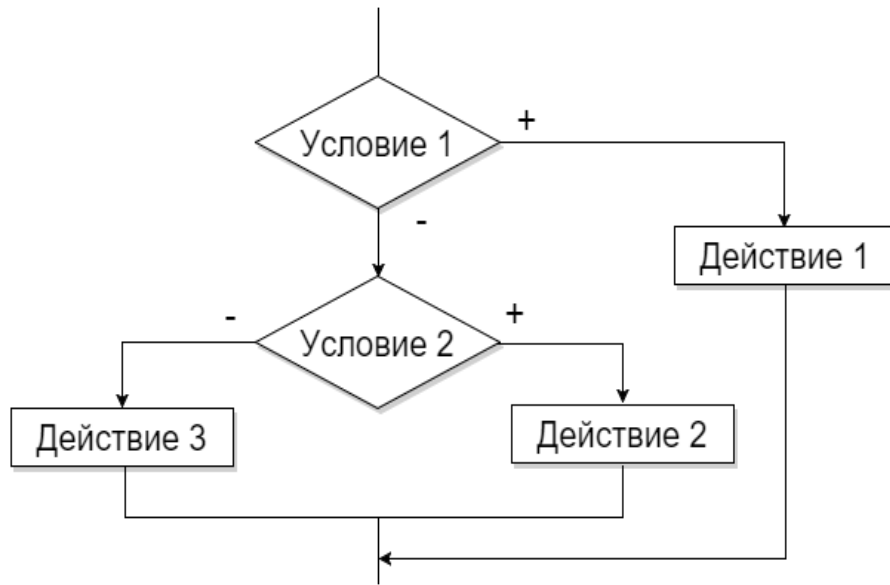 Условие 1
+
-
Действие 1
Условие 2
-
+
Действие 3
Действие 2